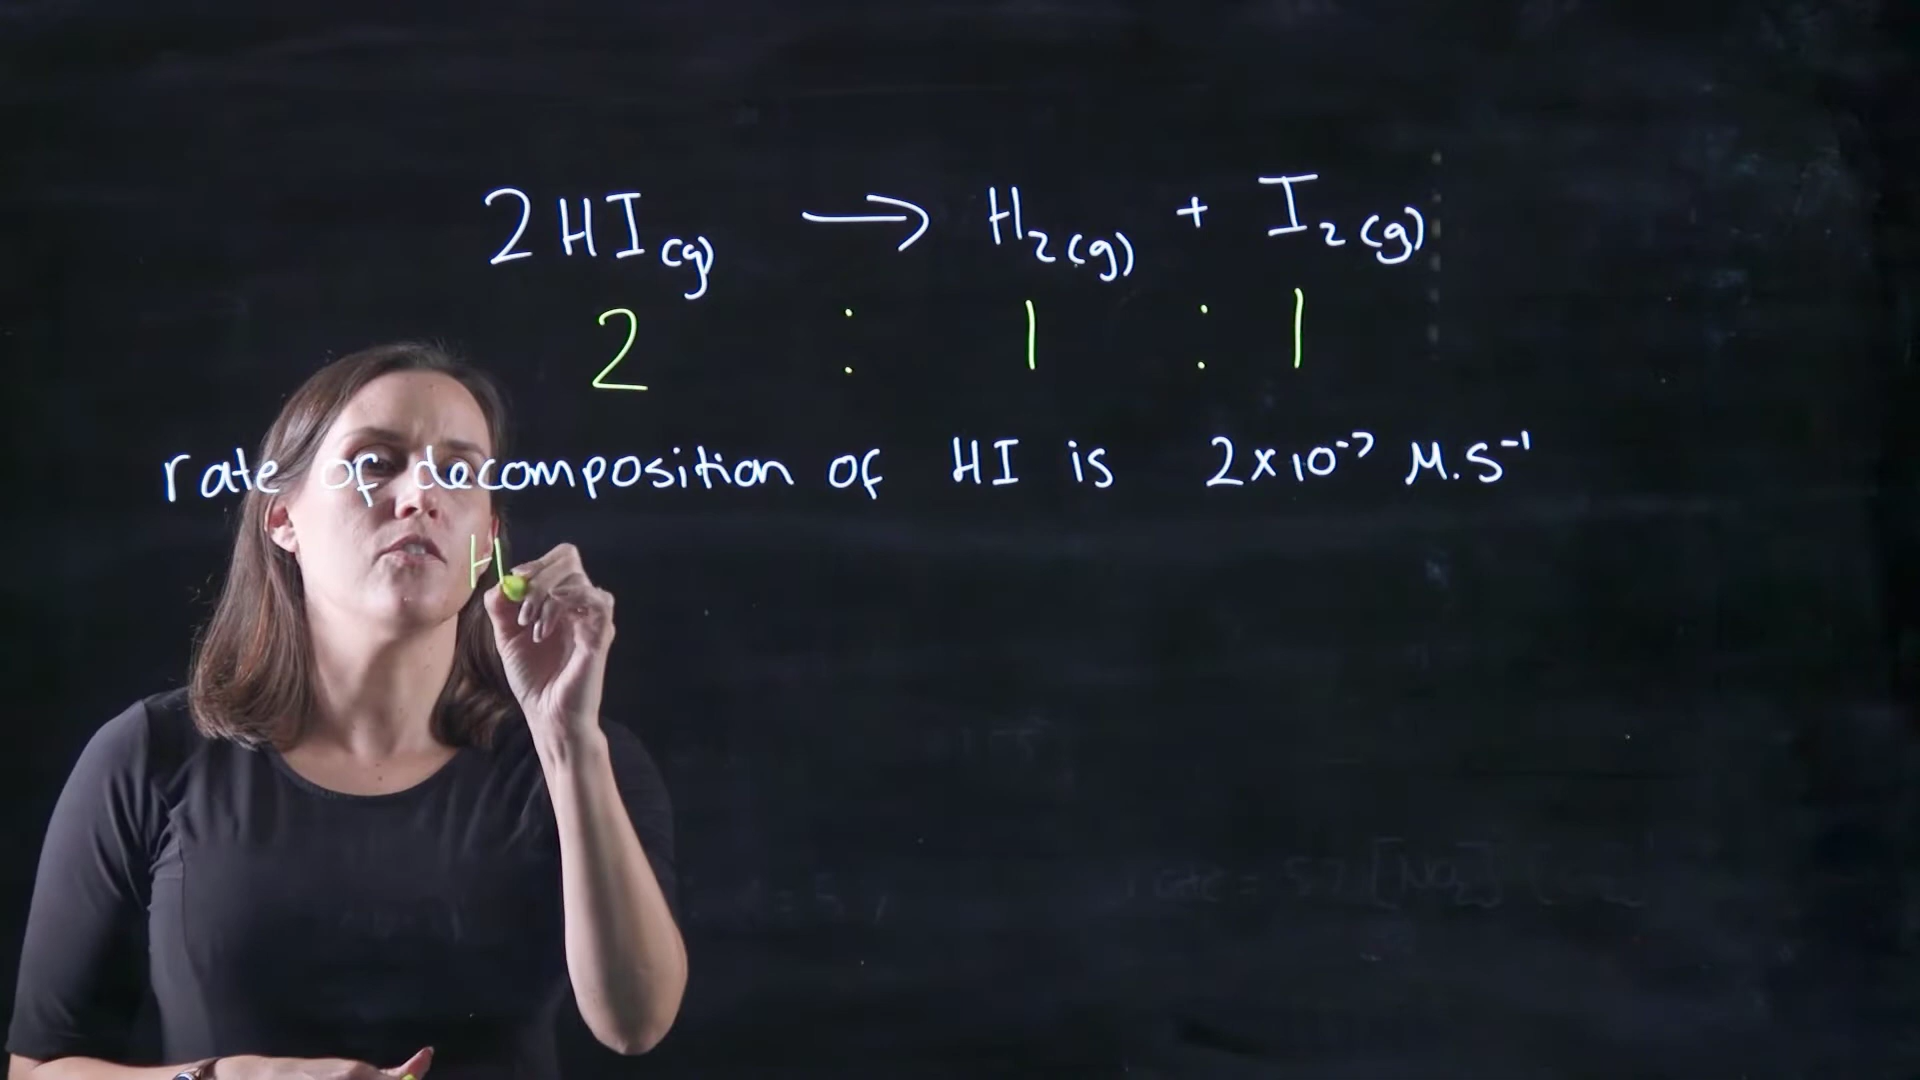 2HI(g) → H₂(g) + I₂(g)
2 : 1 : 1
rate of decomposition of HI is 2×10⁻⁷ M.S⁻¹
H